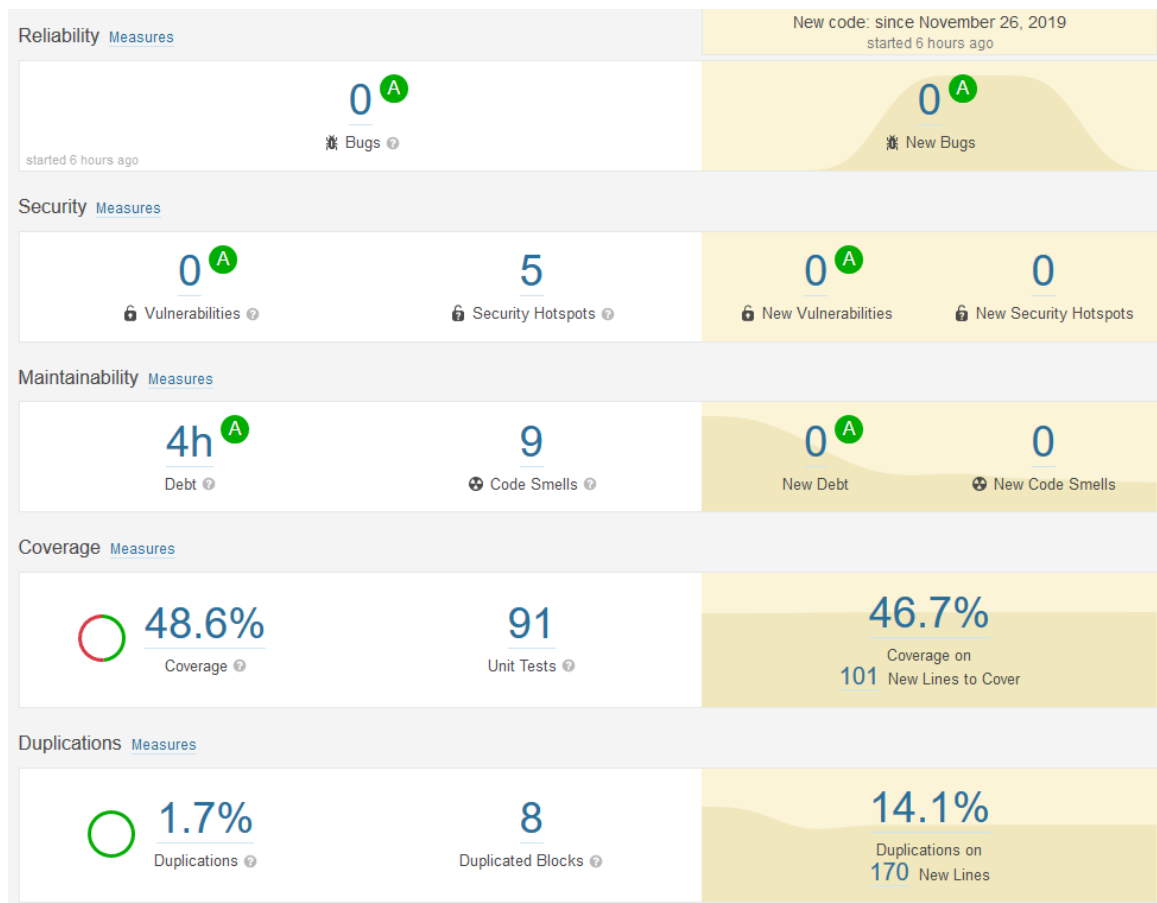 Reliability Measures
New code: since November 26, 2019
started 6 hours ago
0 A
Bugs ?
started 6 hours ago
0 A
New Bugs
Security Measures
0 A
Vulnerabilities ?
5
Security Hotspots ?
0 A
New Vulnerabilities
0
New Security Hotspots
Maintainability Measures
4h A
Debt ?
9
Code Smells ?
0 A
New Debt
0
New Code Smells
Coverage Measures
48.6%
Coverage ?
91
Unit Tests ?
46.7%
Coverage on
101 New Lines to Cover
Duplications Measures
1.7%
Duplications ?
8
Duplicated Blocks ?
14.1%
Duplications on
170 New Lines